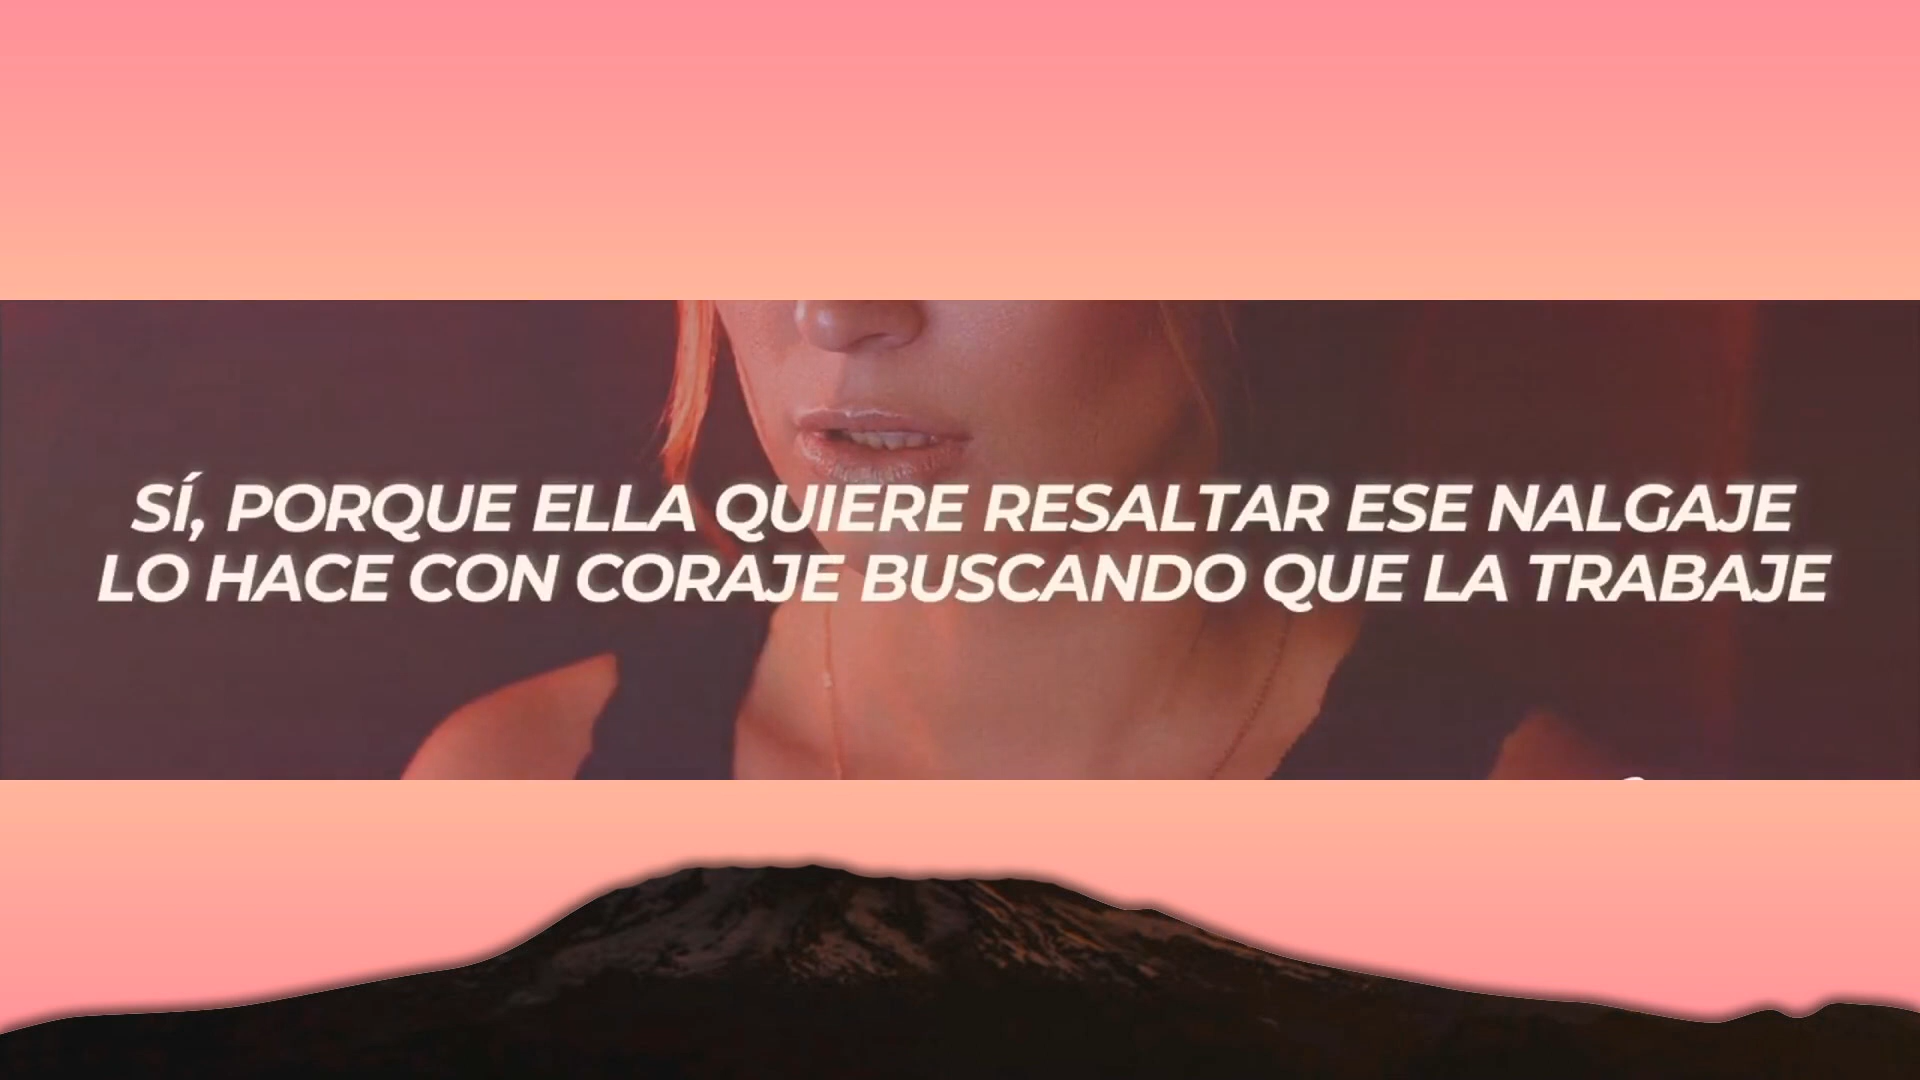 SÍ, PORQUE ELLA QUIERE RESALTAR ESE NALGAJE
LO HACE CON CORAJE BUSCANDO QUE LA TRABAJE